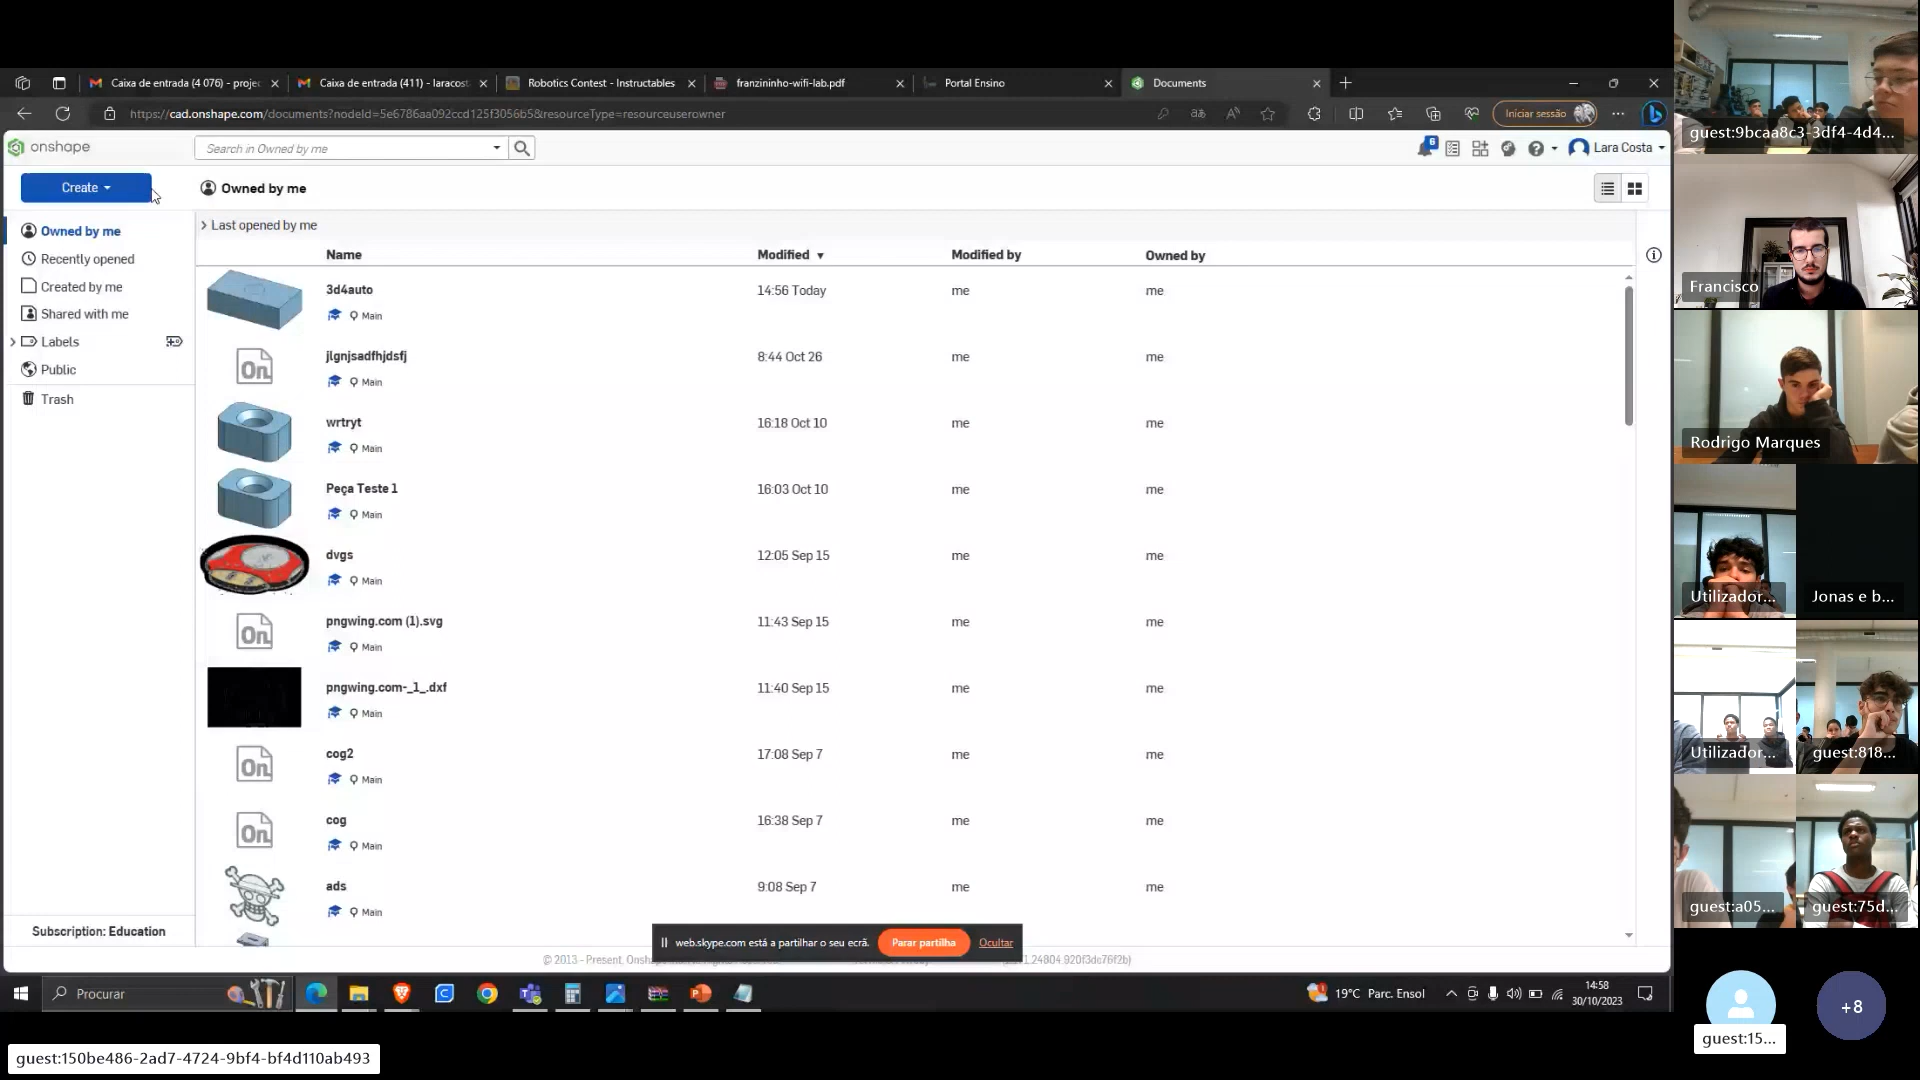 Caixa de entrada (4 076) - projec
Caixa de entrada (411) - laracost
Robotics Contest - Instructables
franzininho-wifi-lab.pdf
Portal Ensino
Documents
https://cad.onshape.com/documents?nodeId=5e6786aa092ccd125f3056b5&resourceType=resourceuserowner
Iniciar sessão
onshape
Search in Owned by me
6
Lara Costa
Create
Owned by me
Owned by me
Recently opened
Created by me
Shared with me
Labels
Public
Trash
Last opened by me
Name Modified Modified by Owned by
3d4auto 14:56 Today me me
Main
jlgnjsadfhjdsfj 8:44 Oct 26 me me
Main
wrtryt 16:18 Oct 10 me me
Main
Peça Teste 1 16:03 Oct 10 me me
Main
dvgs 12:05 Sep 15 me me
Main
pngwing.com (1).svg 11:43 Sep 15 me me
Main
pngwing.com-_1_.dxf 11:40 Sep 15 me me
Main
cog2 17:08 Sep 7 me me
Main
cog 16:38 Sep 7 me me
Main
ads 9:08 Sep 7 me me
Main
Subscription: Education
web.skype.com está a partilhar o seu ecrã. Parar partilha Ocultar
© 2013 - Present, Onsh
Procurar
19°C Parc. Ensol
14:58
30/10/2023
guest:9bcaa8c3-3df4-4d4...
Francisco
Rodrigo Marques
Utilizador...
Jonas e b...
Utilizador...
guest:818...
guest:a05...
guest:75d...
+8
guest:15...
guest:150be486-2ad7-4724-9bf4-bf4d110ab493